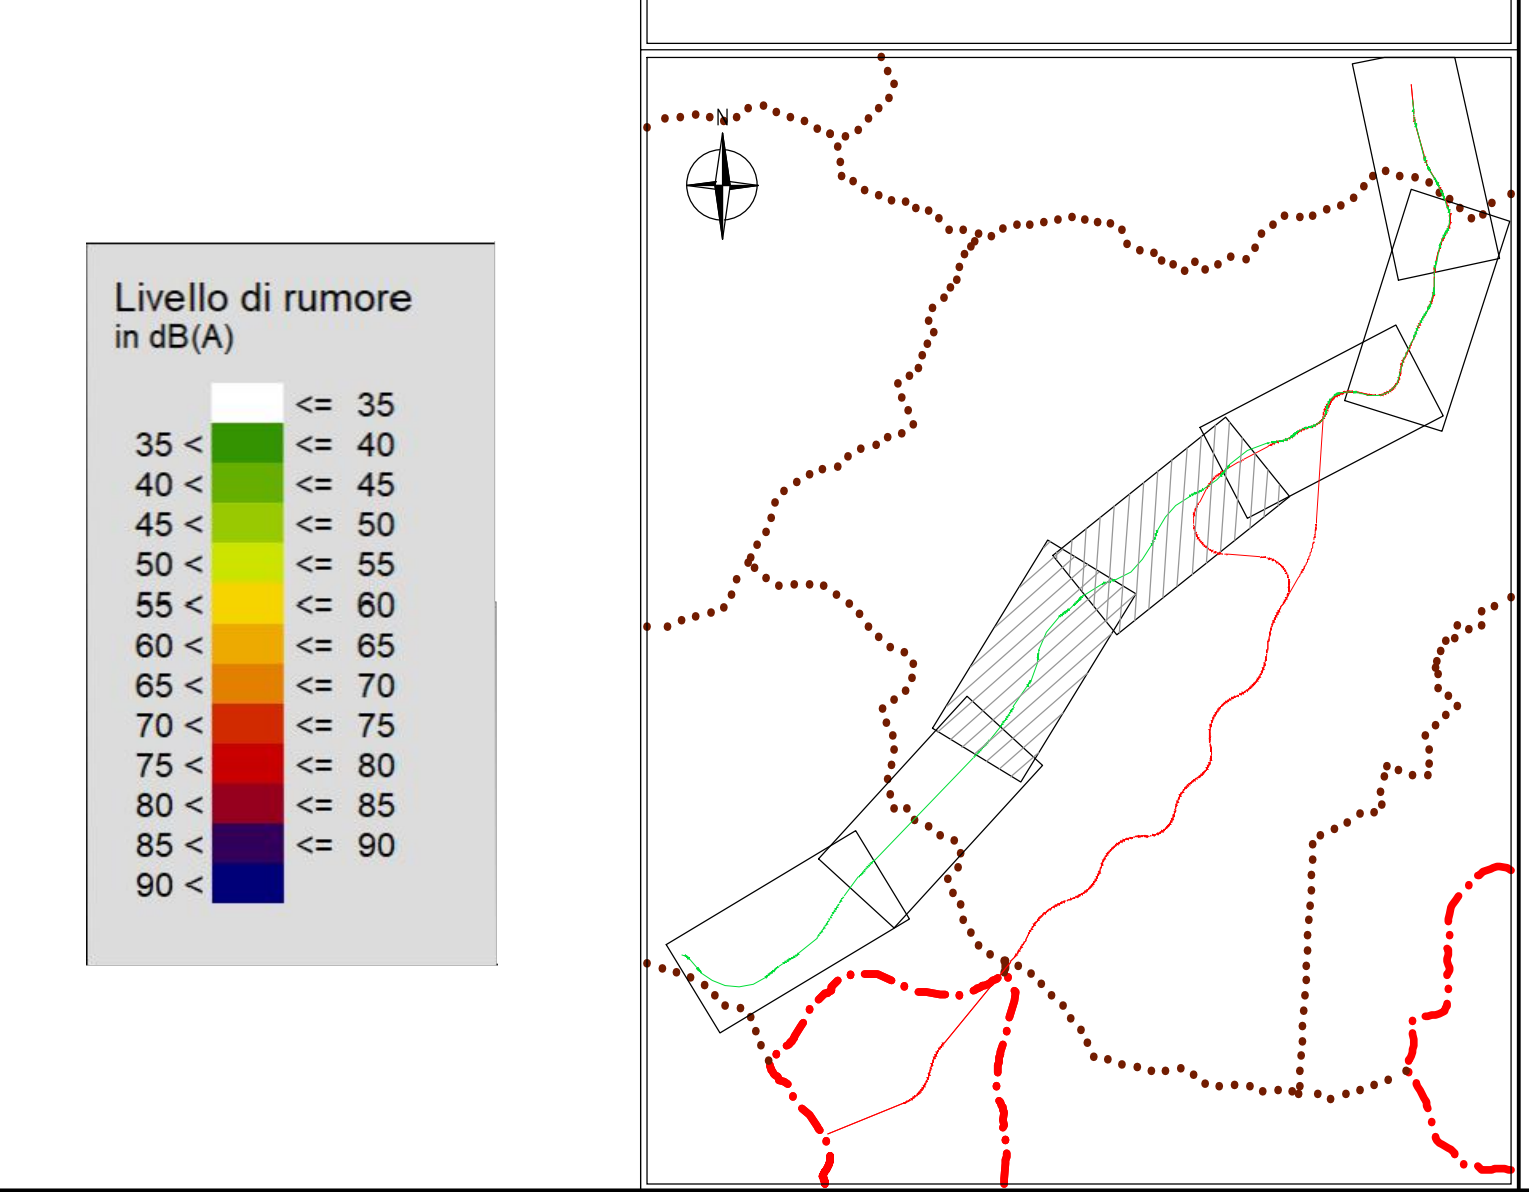 N
Livello di rumore
in dB(A)
<= 35
35 < <= 40
40 < <= 45
45 < <= 50
50 < <= 55
55 < <= 60
60 < <= 65
65 < <= 70
70 < <= 75
75 < <= 80
80 < <= 85
85 < <= 90
90 <